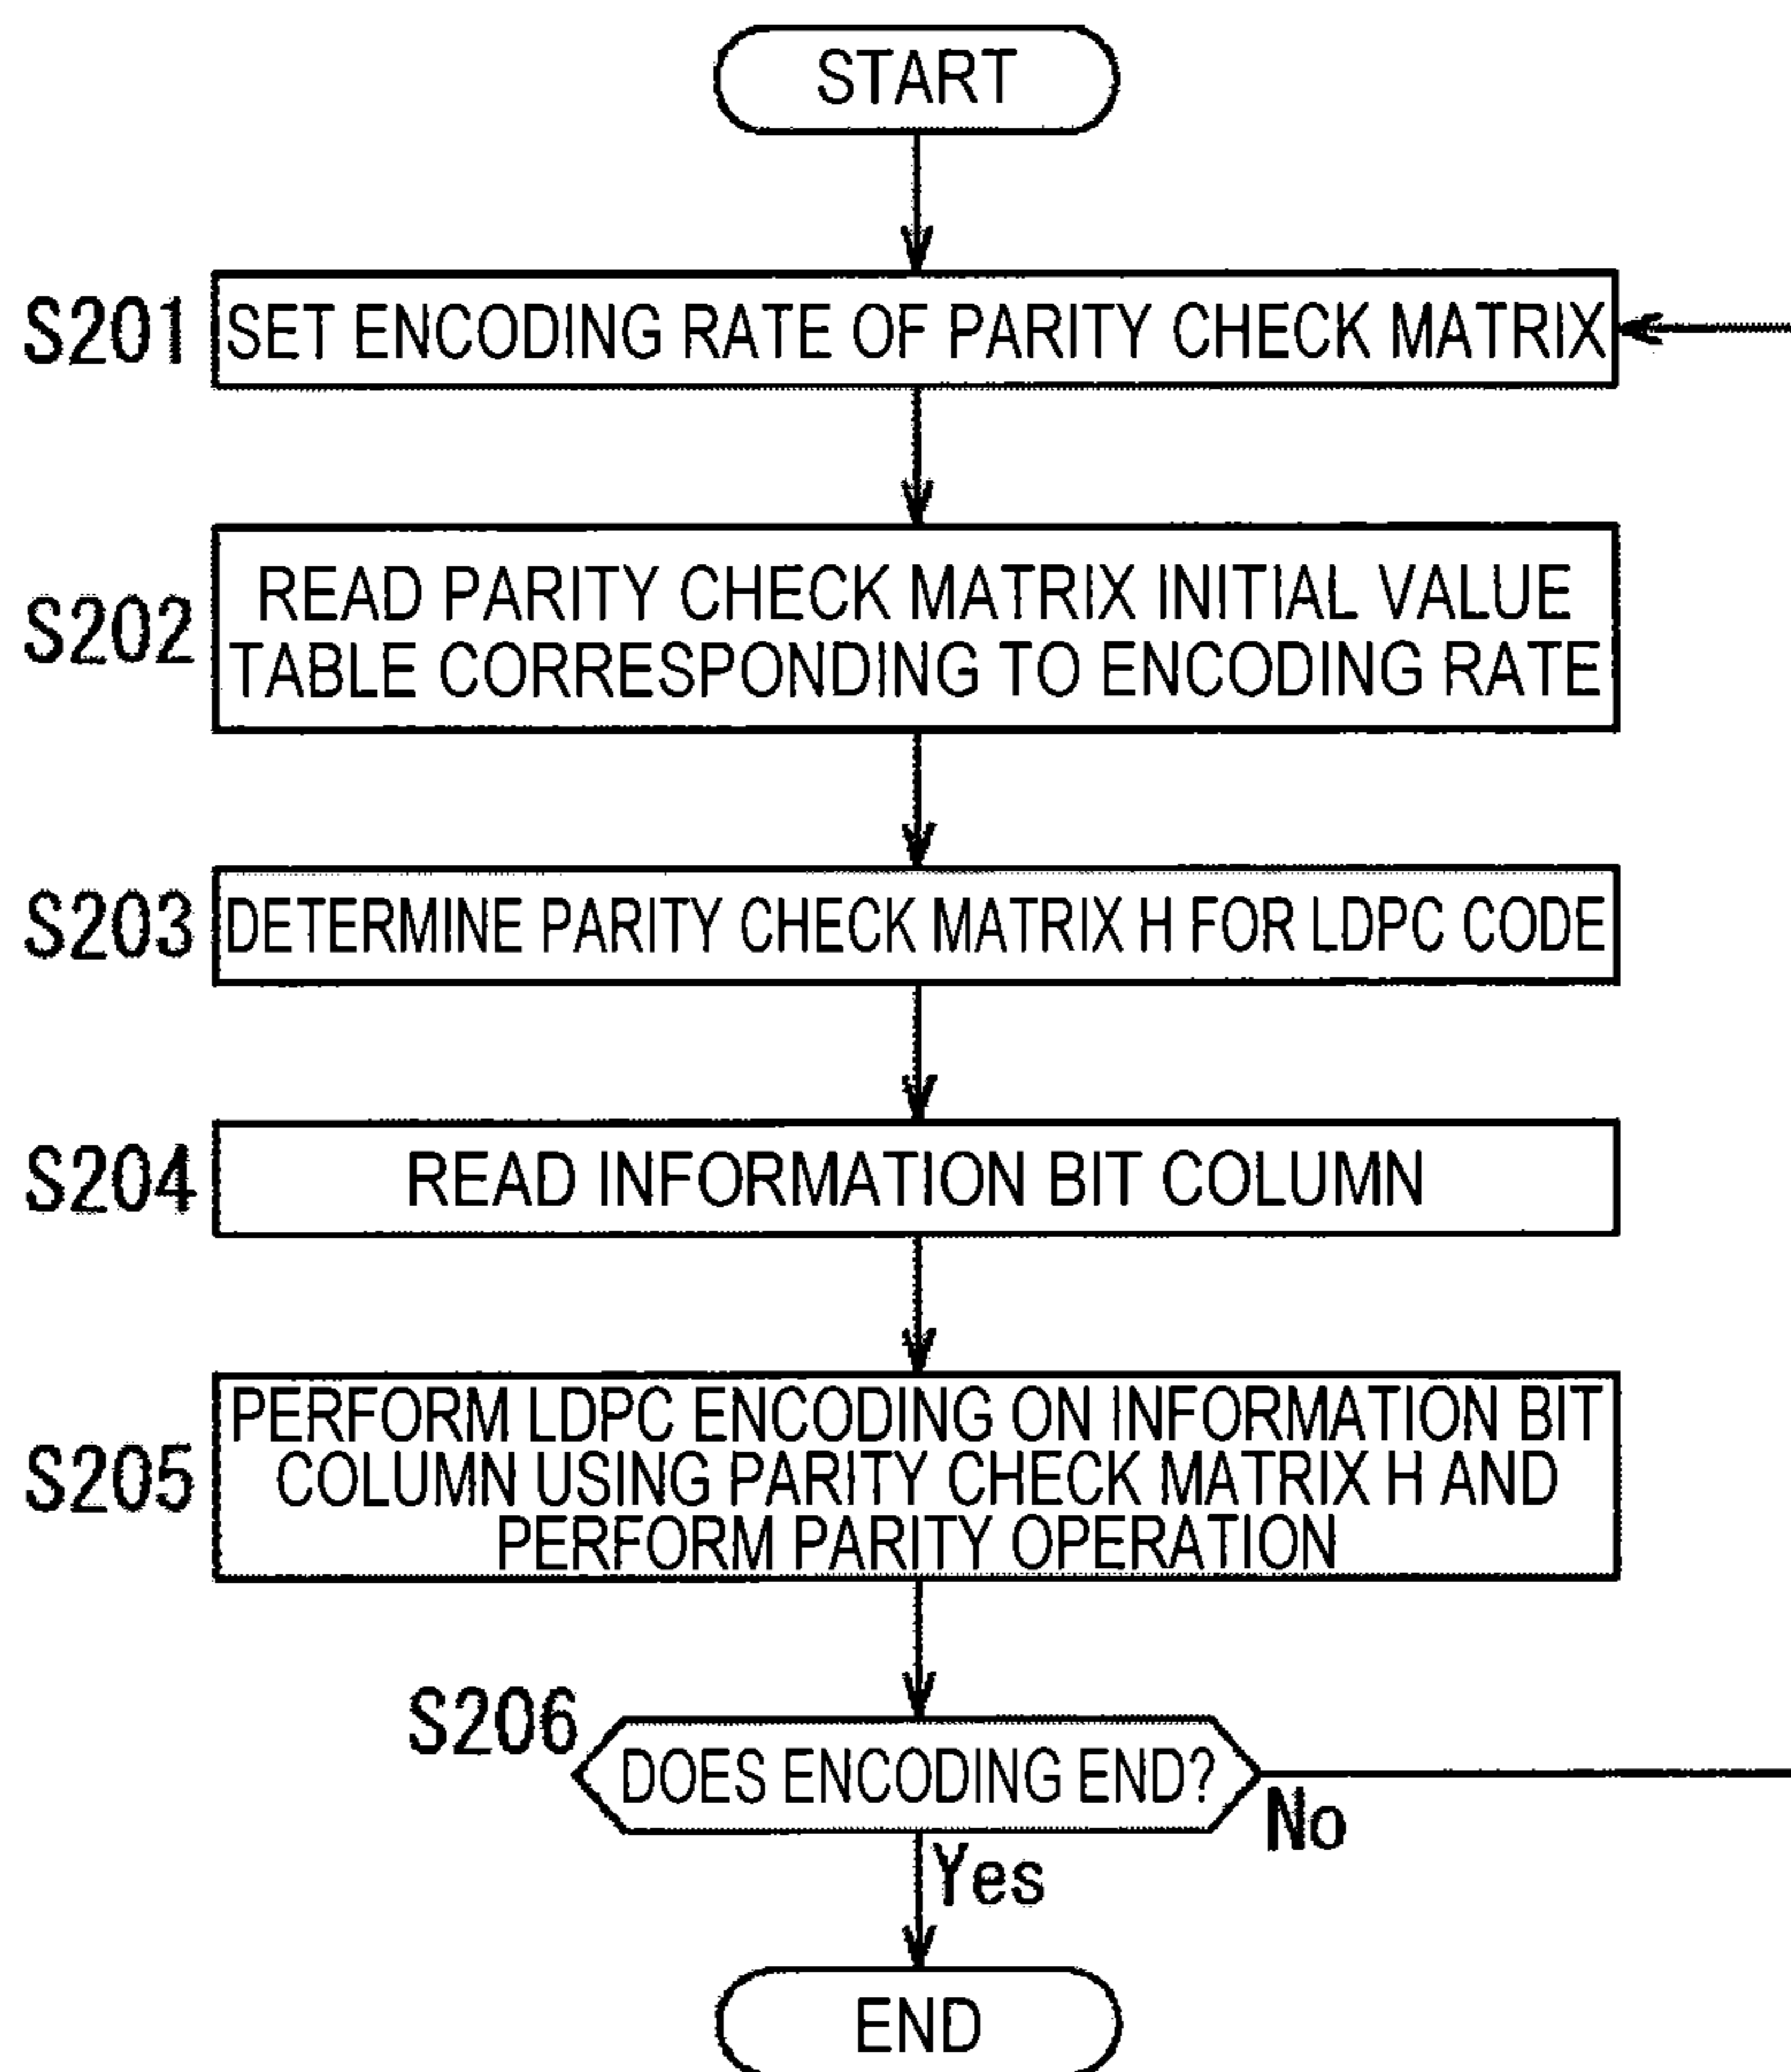 START
S201
SET ENCODING RATE OF PARITY CHECK MATRIX
S202
READ PARITY CHECK MATRIX INITIAL VALUE
TABLE CORRESPONDING TO ENCODING RATE
S203
DETERMINE PARITY CHECK MATRIX H FOR LDPC CODE
S204
READ INFORMATION BIT COLUMN
S205
PERFORM LDPC ENCODING ON INFORMATION BIT
COLUMN USING PARITY CHECK MATRIX H AND
PERFORM PARITY OPERATION
S206
DOES ENCODING END?
No
Yes
END